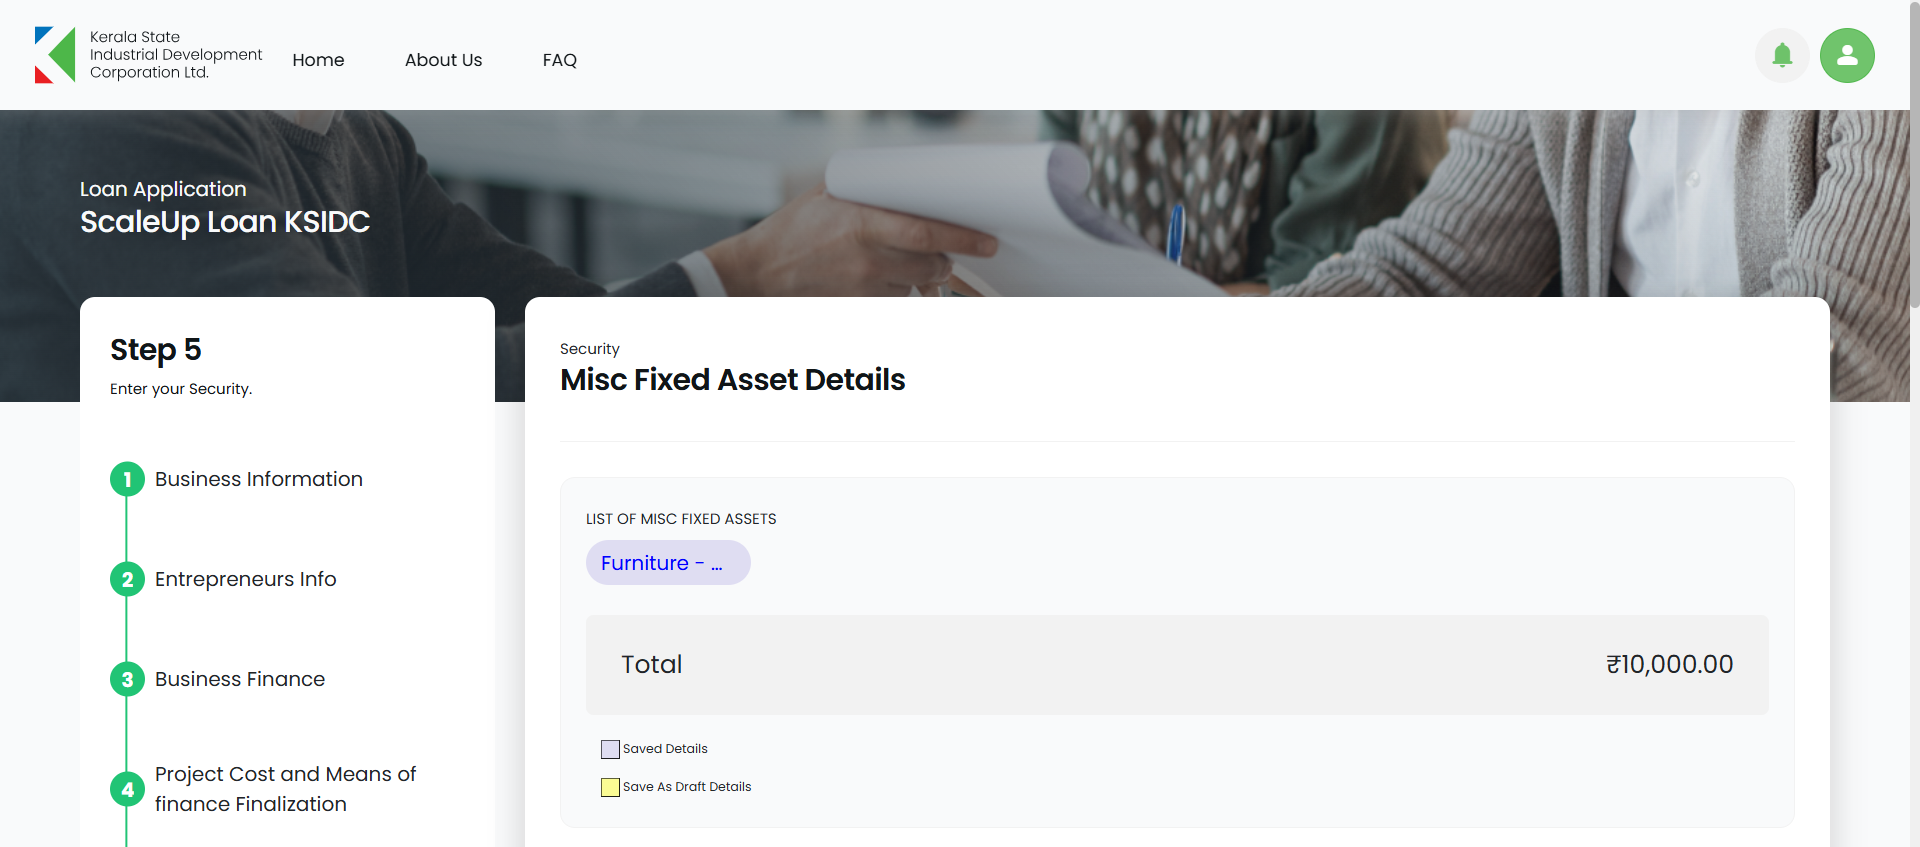 Kerala State
Industrial Development
Corporation Ltd.
Home
About Us
FAQ
Loan Application
ScaleUp Loan KSIDC
Step 5
Enter your Security.
1 Business Information
2 Entrepreneurs Info
3 Business Finance
4 Project Cost and Means of
finance Finalization
Security
Misc Fixed Asset Details
LIST OF MISC FIXED ASSETS
Furniture - ...
Total ₹10,000.00
Saved Details
Save As Draft Details